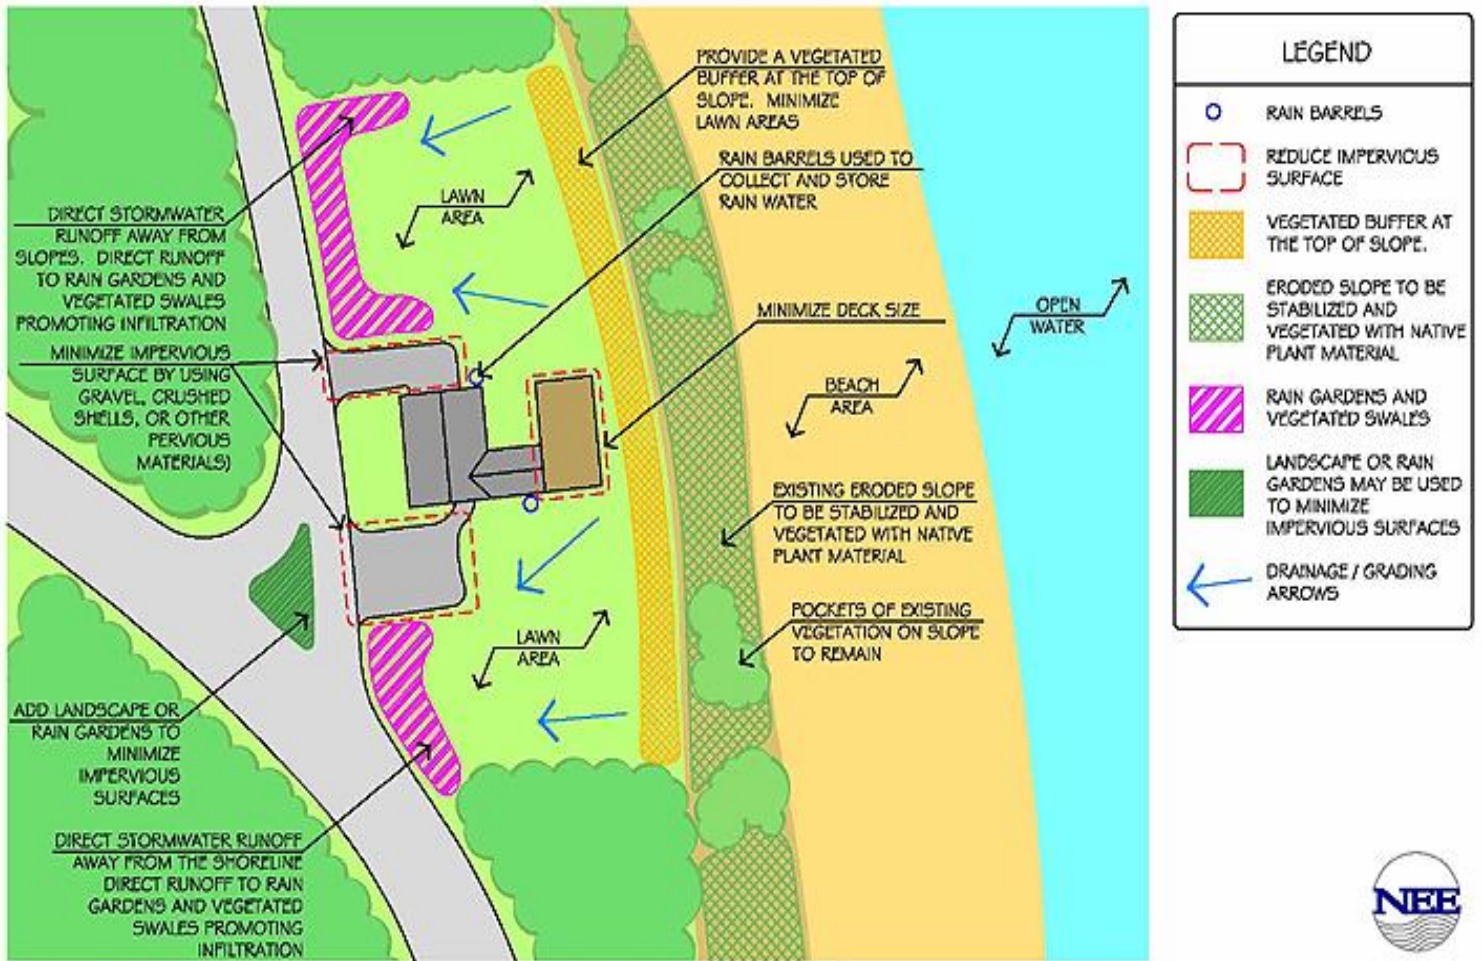 PROVIDE A VEGETATED
BUFFER AT THE TOP OF
SLOPE. MINIMIZE
LAWN AREAS
RAIN BARRELS USED TO
COLLECT AND STORE
RAIN WATER
LAWN
AREA
DIRECT STORMWATER
RUNOFF AWAY FROM
SLOPES. DIRECT RUNOFF
TO RAIN GARDENS AND
VEGETATED SWALES
PROMOTING INFILTRATION
MINIMIZE IMPERVIOUS
SURFACE BY USING
GRAVEL, CRUSHED
SHELLS, OR OTHER
PERVIOUS
MATERIALS)
MINIMIZE DECK SIZE
OPEN
WATER
BEACH
AREA
EXISTING ERODED SLOPE
TO BE STABILIZED AND
VEGETATED WITH NATIVE
PLANT MATERIAL
POCKETS OF EXISTING
VEGETATION ON SLOPE
TO REMAIN
LAWN
AREA
ADD LANDSCAPE OR
RAIN GARDENS TO
MINIMIZE
IMPERVIOUS
SURFACES
DIRECT STORMWATER RUNOFF
AWAY FROM THE SHORELINE
DIRECT RUNOFF TO RAIN
GARDENS AND VEGETATED
SWALES PROMOTING
INFILTRATION
LEGEND
RAIN BARRELS
REDUCE IMPERVIOUS
SURFACE
VEGETATED BUFFER AT
THE TOP OF SLOPE.
ERODED SLOPE TO BE
STABILIZED AND
VEGETATED WITH NATIVE
PLANT MATERIAL
RAIN GARDENS AND
VEGETATED SWALES
LANDSCAPE OR RAIN
GARDENS MAY BE USED
TO MINIMIZE
IMPERVIOUS SURFACES
DRAINAGE / GRADING
ARROWS
NEE